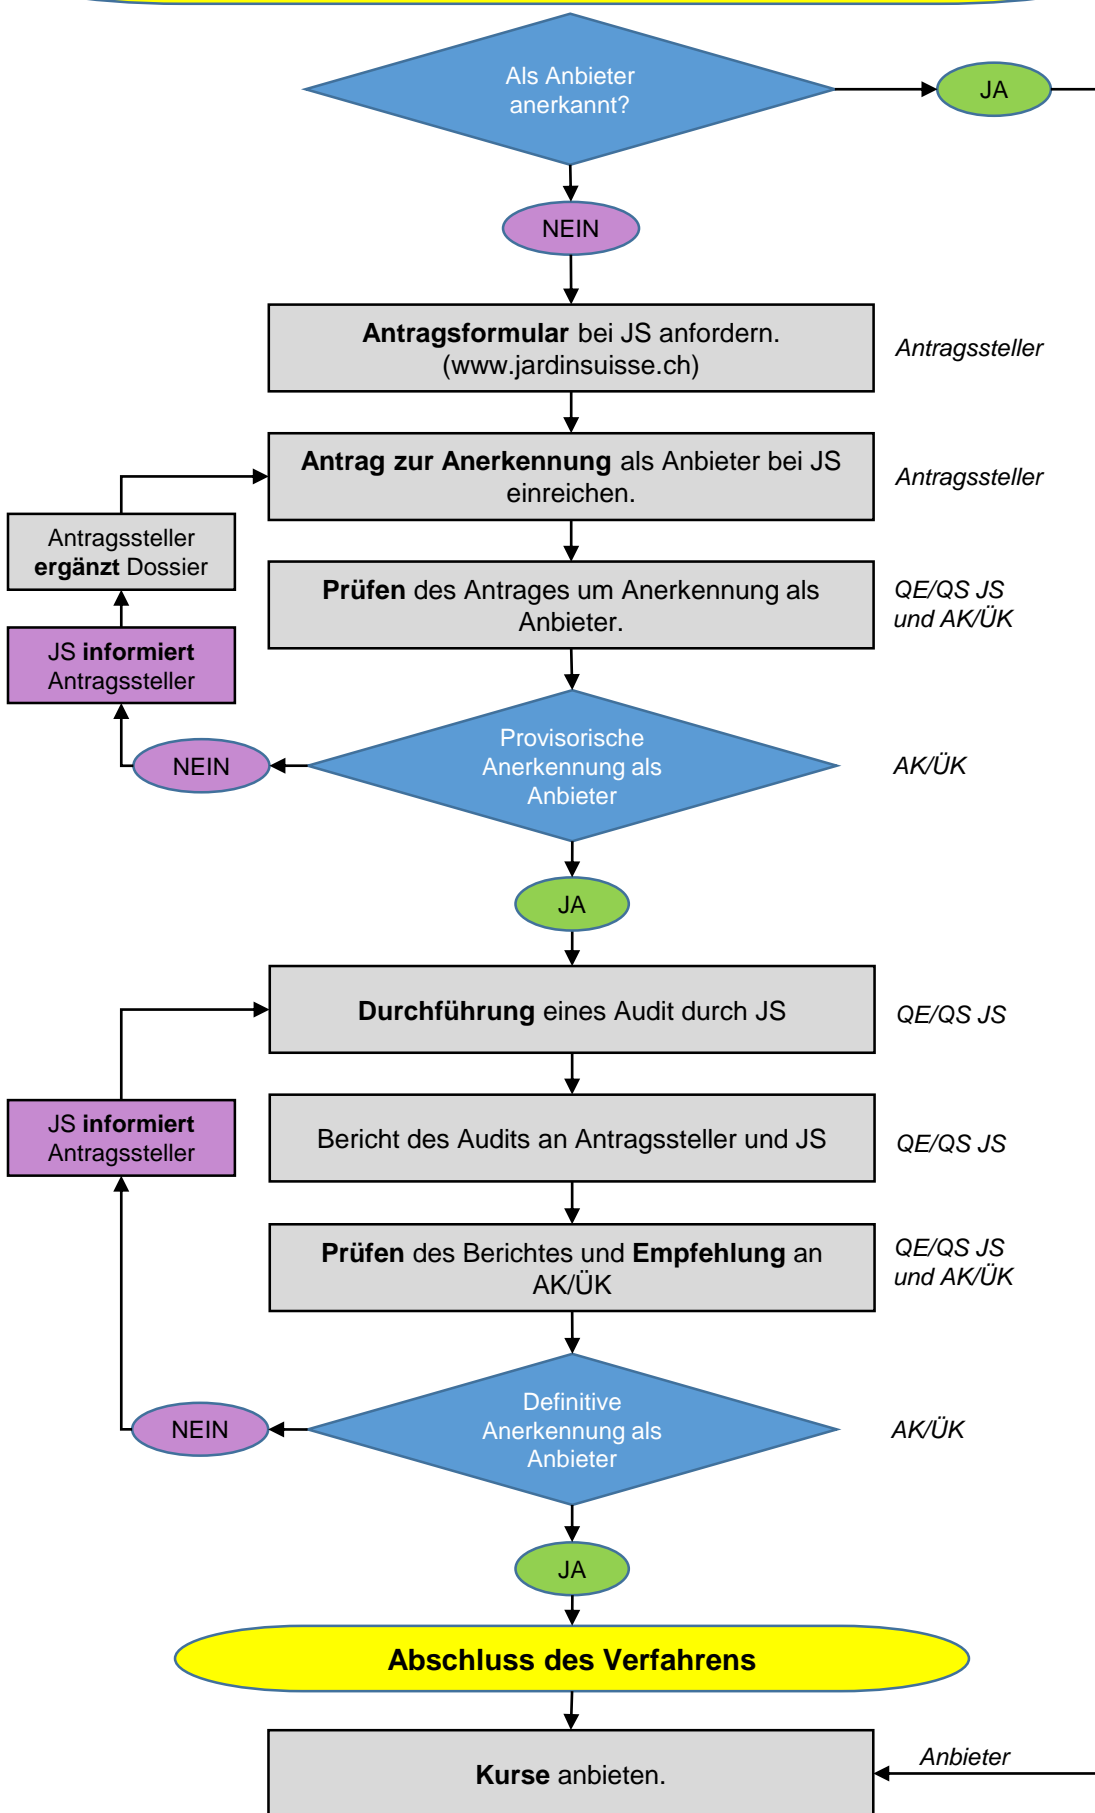 Als Anbieter
anerkannt?
JA
NEIN
Antragsformular bei JS anfordern.
(www.jardinsuisse.ch)
Antragssteller
Antrag zur Anerkennung als Anbieter bei JS
einreichen.
Antragssteller
Antragssteller
ergänzt Dossier
Prüfen des Antrages um Anerkennung als
Anbieter.
QE/QS JS
und AK/ÜK
JS informiert
Antragssteller
Provisorische
Anerkennung als
Anbieter
NEIN
AK/ÜK
JA
Durchführung eines Audit durch JS
QE/QS JS
JS informiert
Antragssteller
Bericht des Audits an Antragssteller und JS
QE/QS JS
Prüfen des Berichtes und Empfehlung an
AK/ÜK
QE/QS JS
und AK/ÜK
Definitive
Anerkennung als
Anbieter
NEIN
AK/ÜK
JA
Abschluss des Verfahrens
Kurse anbieten.
Anbieter